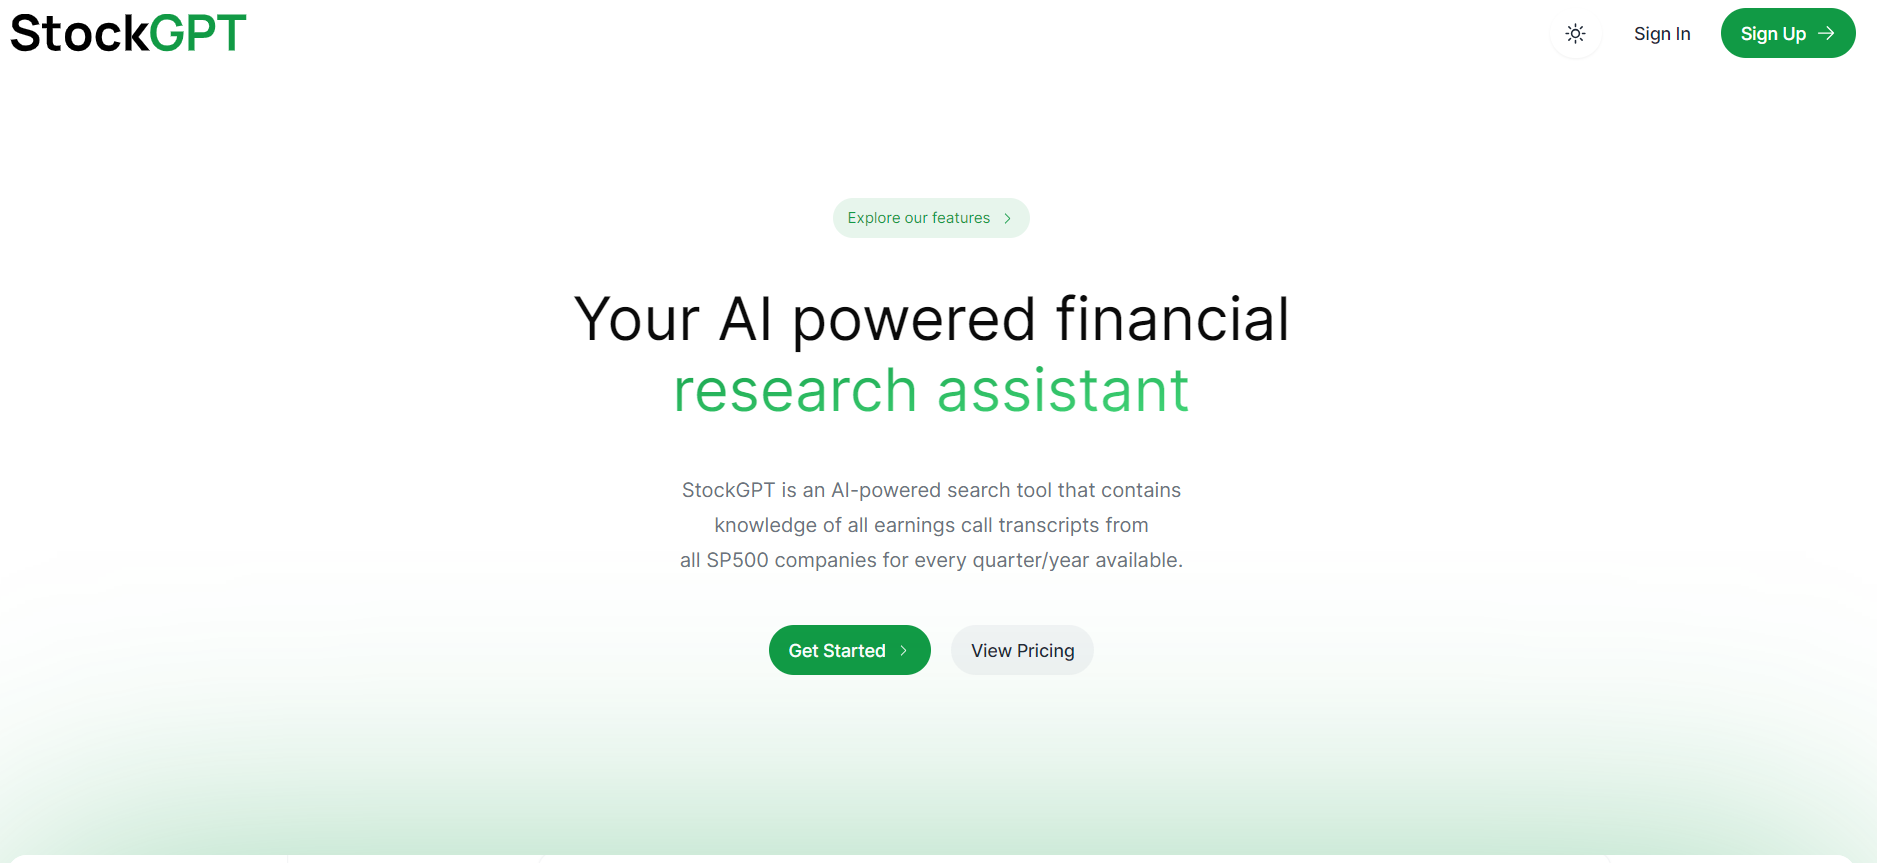 StockGPT
Sign In
Sign Up
Explore our features
Your AI powered financial
research assistant
StockGPT is an AI-powered search tool that contains
knowledge of all earnings call transcripts from
all SP500 companies for every quarter/year available.
Get Started
View Pricing